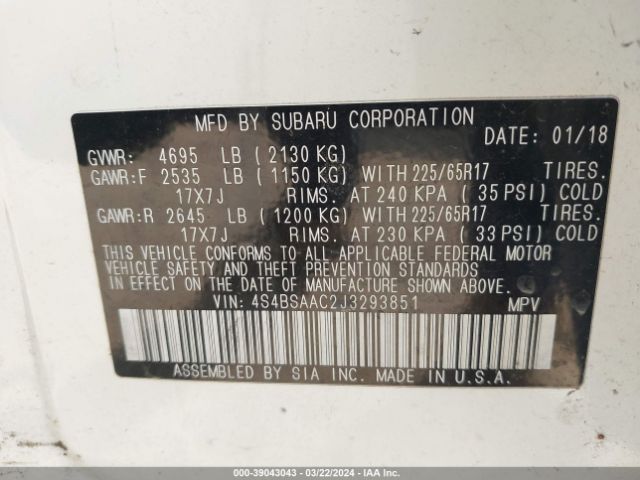 MFD BY SUBARU CORPORATION
DATE: 01/18
GVWR: 4695 LB (2130 KG)
GAWR:F 2535 LB (1150 KG) WITH 225/65R17 TIRES.
17X7J RIMS. AT 240 KPA (35 PSI) COLD
GAWR:R 2645 LB (1200 KG) WITH 225/65R17 TIRES.
17X7J RIMS. AT 230 KPA (33 PSI) COLD
THIS VEHICLE CONFORMS TO ALL APPLICABLE FEDERAL MOTOR
VEHICLE SAFETY AND THEFT PREVENTION STANDARDS
IN EFFECT ON THE DATE OF MANUFACTURE SHOWN ABOVE.
VIN: 4S4BSAAC2J3293851 MPV
ASSEMBLED BY SIA INC. MADE IN U.S.A.
000-39043043 — 03/22/2024 — IAA Inc.